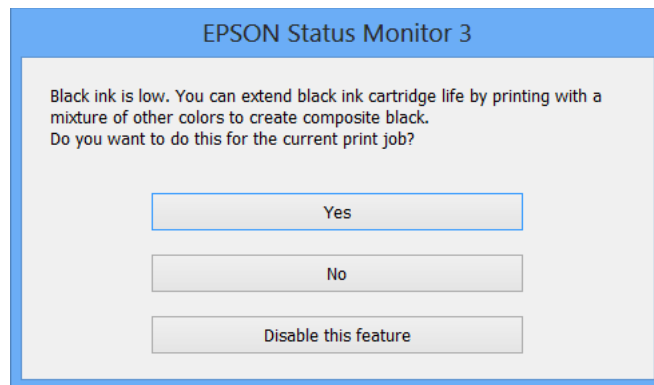 EPSON Status Monitor 3
Black ink is low. You can extend black ink cartridge life by printing with a
mixture of other colors to create composite black.
Do you want to do this for the current print job?
Yes
No
Disable this feature